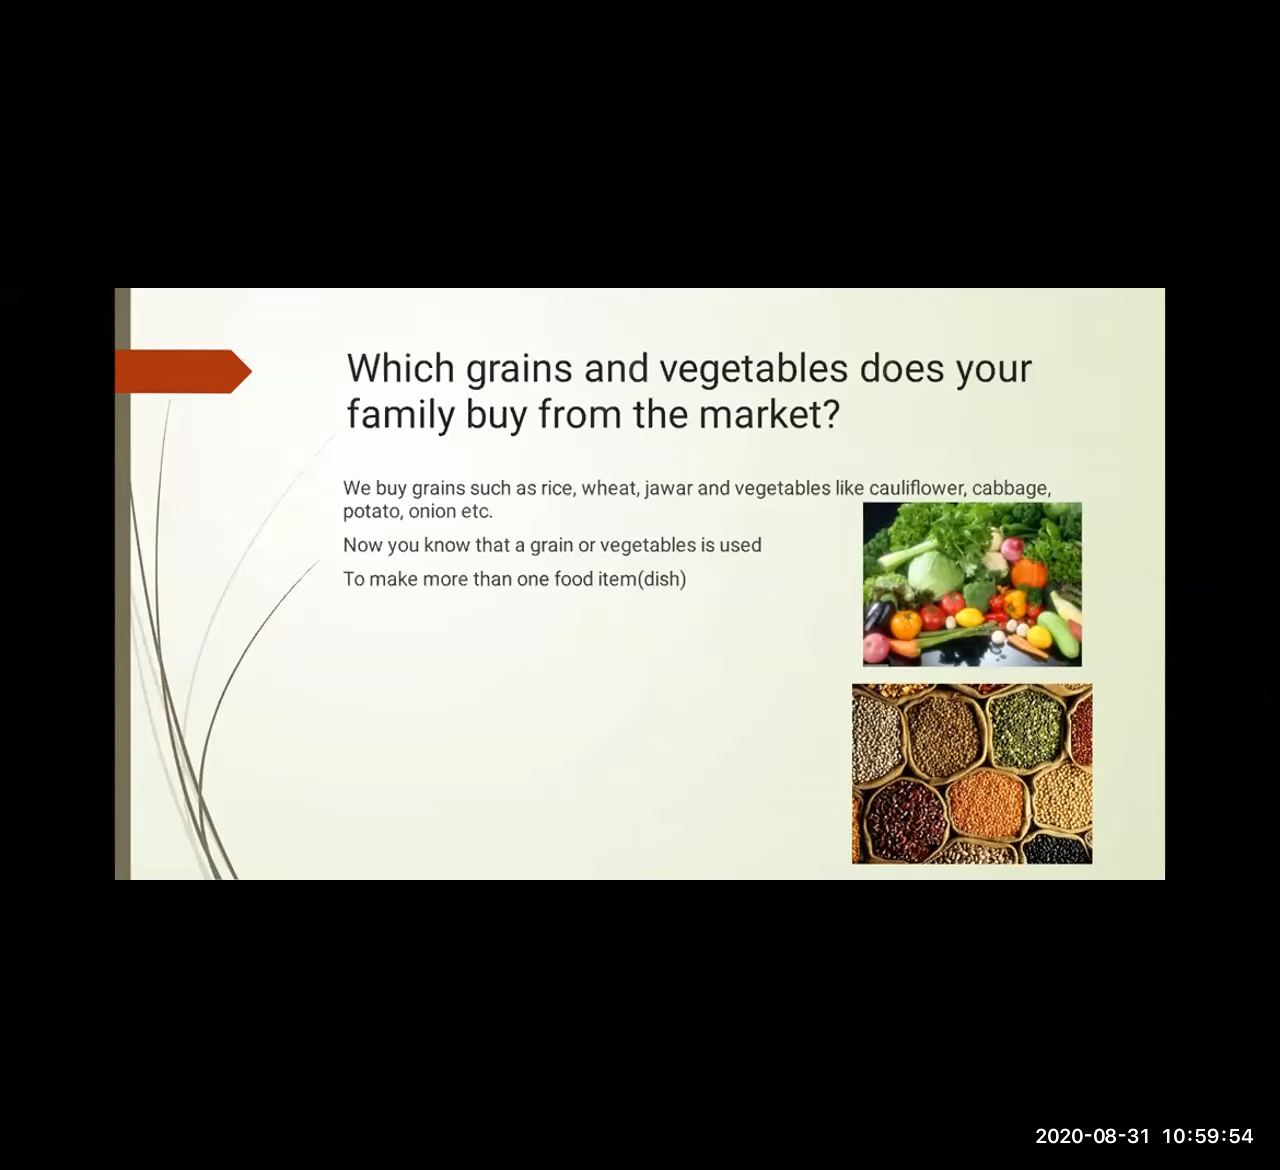 Which grains and vegetables does your
family buy from the market?
We buy grains such as rice, wheat, jawar and vegetables like cauliflower, cabbage,
potato, onion etc.
Now you know that a grain or vegetables is used
To make more than one food item(dish)
2020-08-31 10:59:54